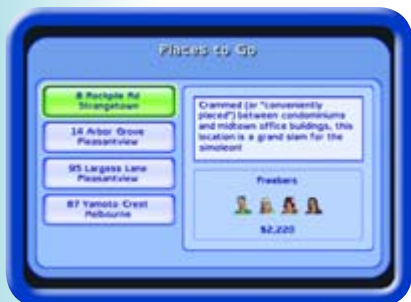 Places to Go
8 Rockpile Rd
Strangetown
14 Arbor Grove
Pleasantview
95 Largess Lane
Pleasantview
87 Yamoto Crest
Melbourne
Crammed (or "conveniently
placed") between condominiums
and midtown office buildings, this
location is a grand slam for the
simoleon!
Freebers
$2,220